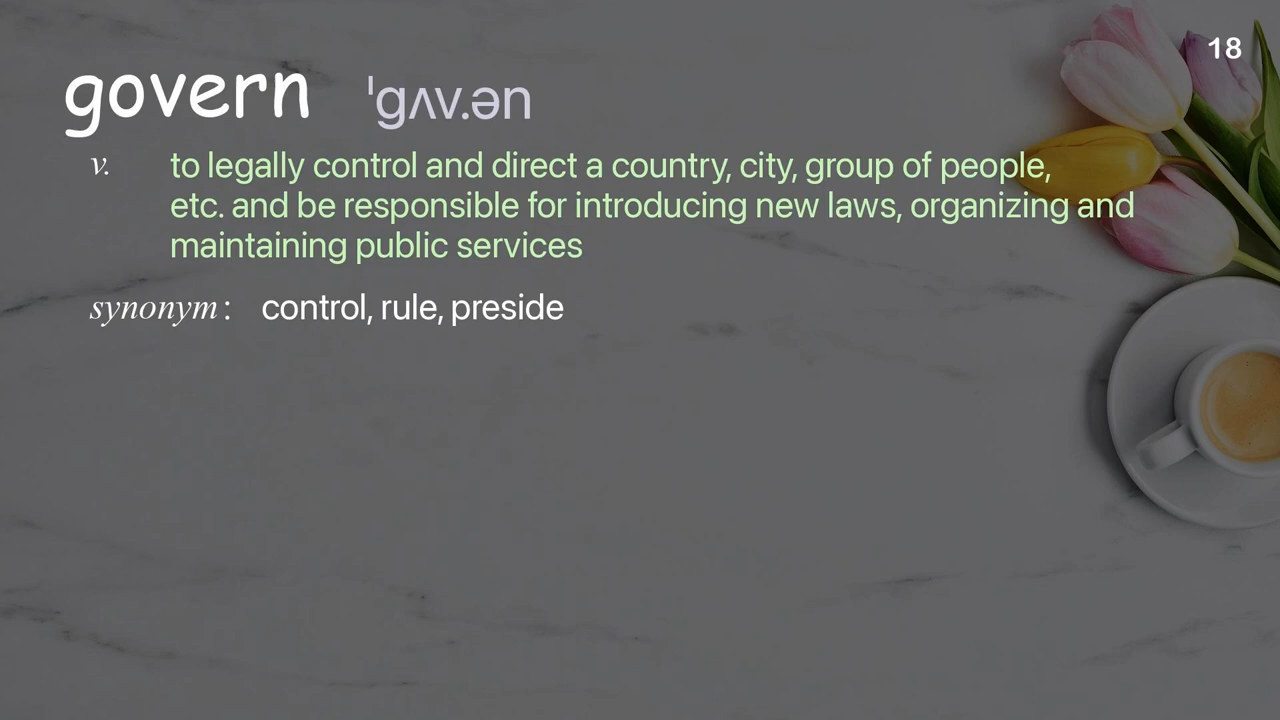 18
govern ˈgʌv.ən
v. to legally control and direct a country, city, group of people,
etc. and be responsible for introducing new laws, organizing and
maintaining public services
synonym: control, rule, preside